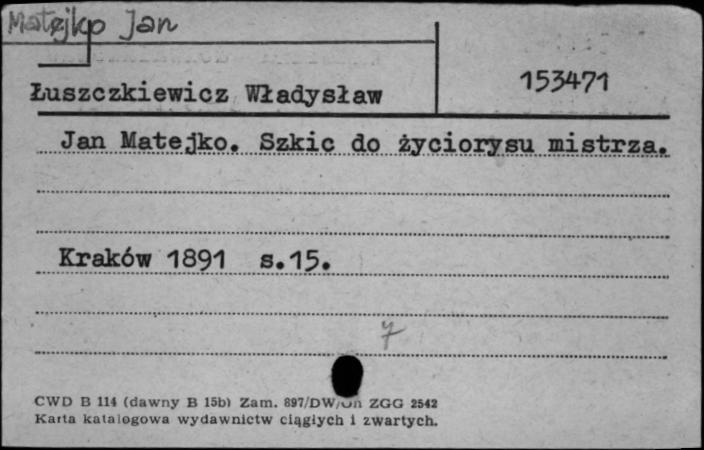 Matejko Jan
Łuszczkiewicz Władysław
153471
Jan Matejko. Szkic do życiorysu mistrza.
Kraków 1891 s.15.
7
CWD B 114 (dawny B 15b) Zam. 897/DW/Un ZGG 2542
Karta katalogowa wydawnictw ciągłych i zwartych.